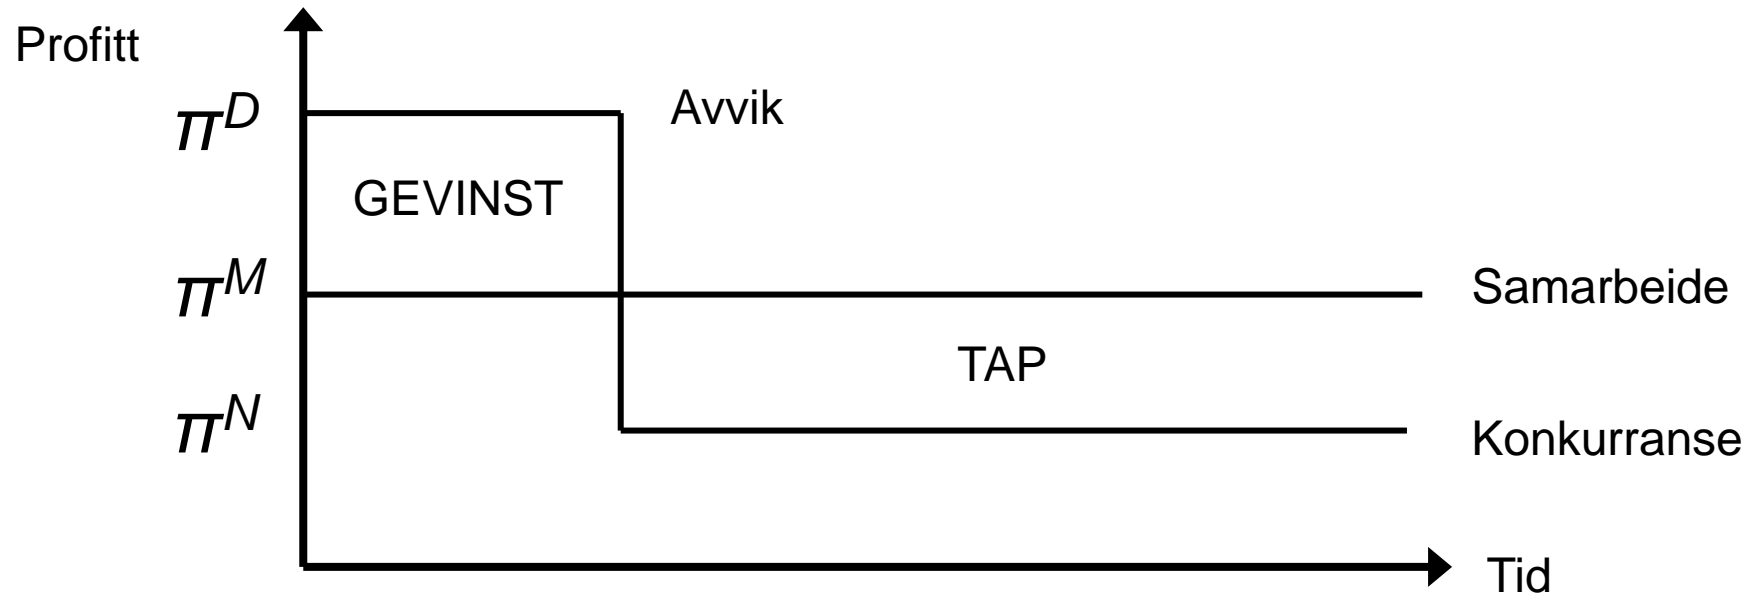 Profitt
π^D
Avvik
GEVINST
π^M
Samarbeide
TAP
π^N
Konkurranse
Tid